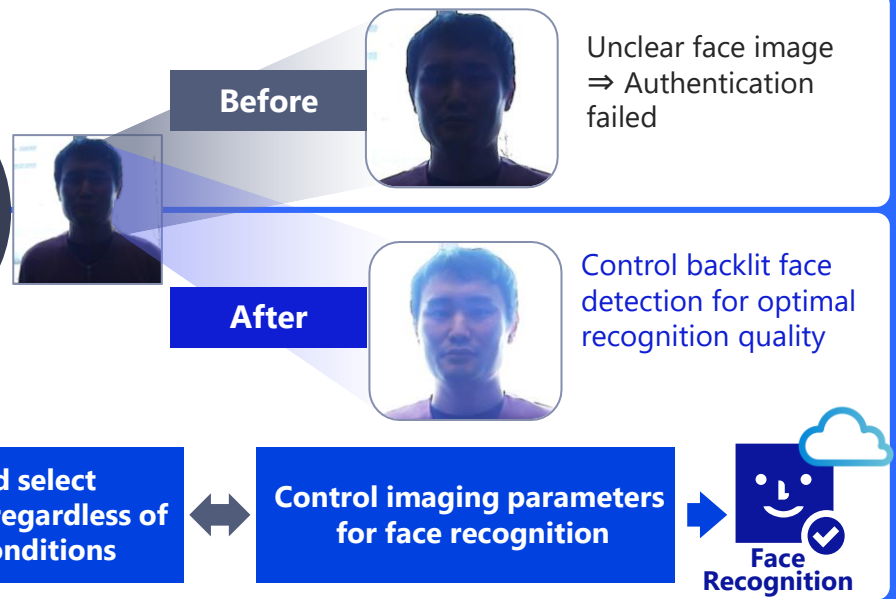 Before
Unclear face image
⇒ Authentication
failed
After
Control backlit face
detection for optimal
recognition quality
select
regardless of
Control imaging parameters
for face recognition
Face
Recognition